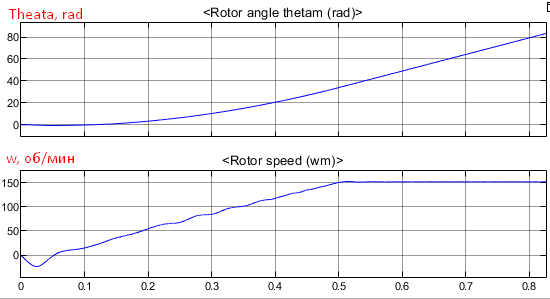 Theata, rad
<Rotor angle thetam (rad)>
80
60
40
20
0
w, об/мин
<Rotor speed (wm)>
150
100
50
0
0 0.1 0.2 0.3 0.4 0.5 0.6 0.7 0.8